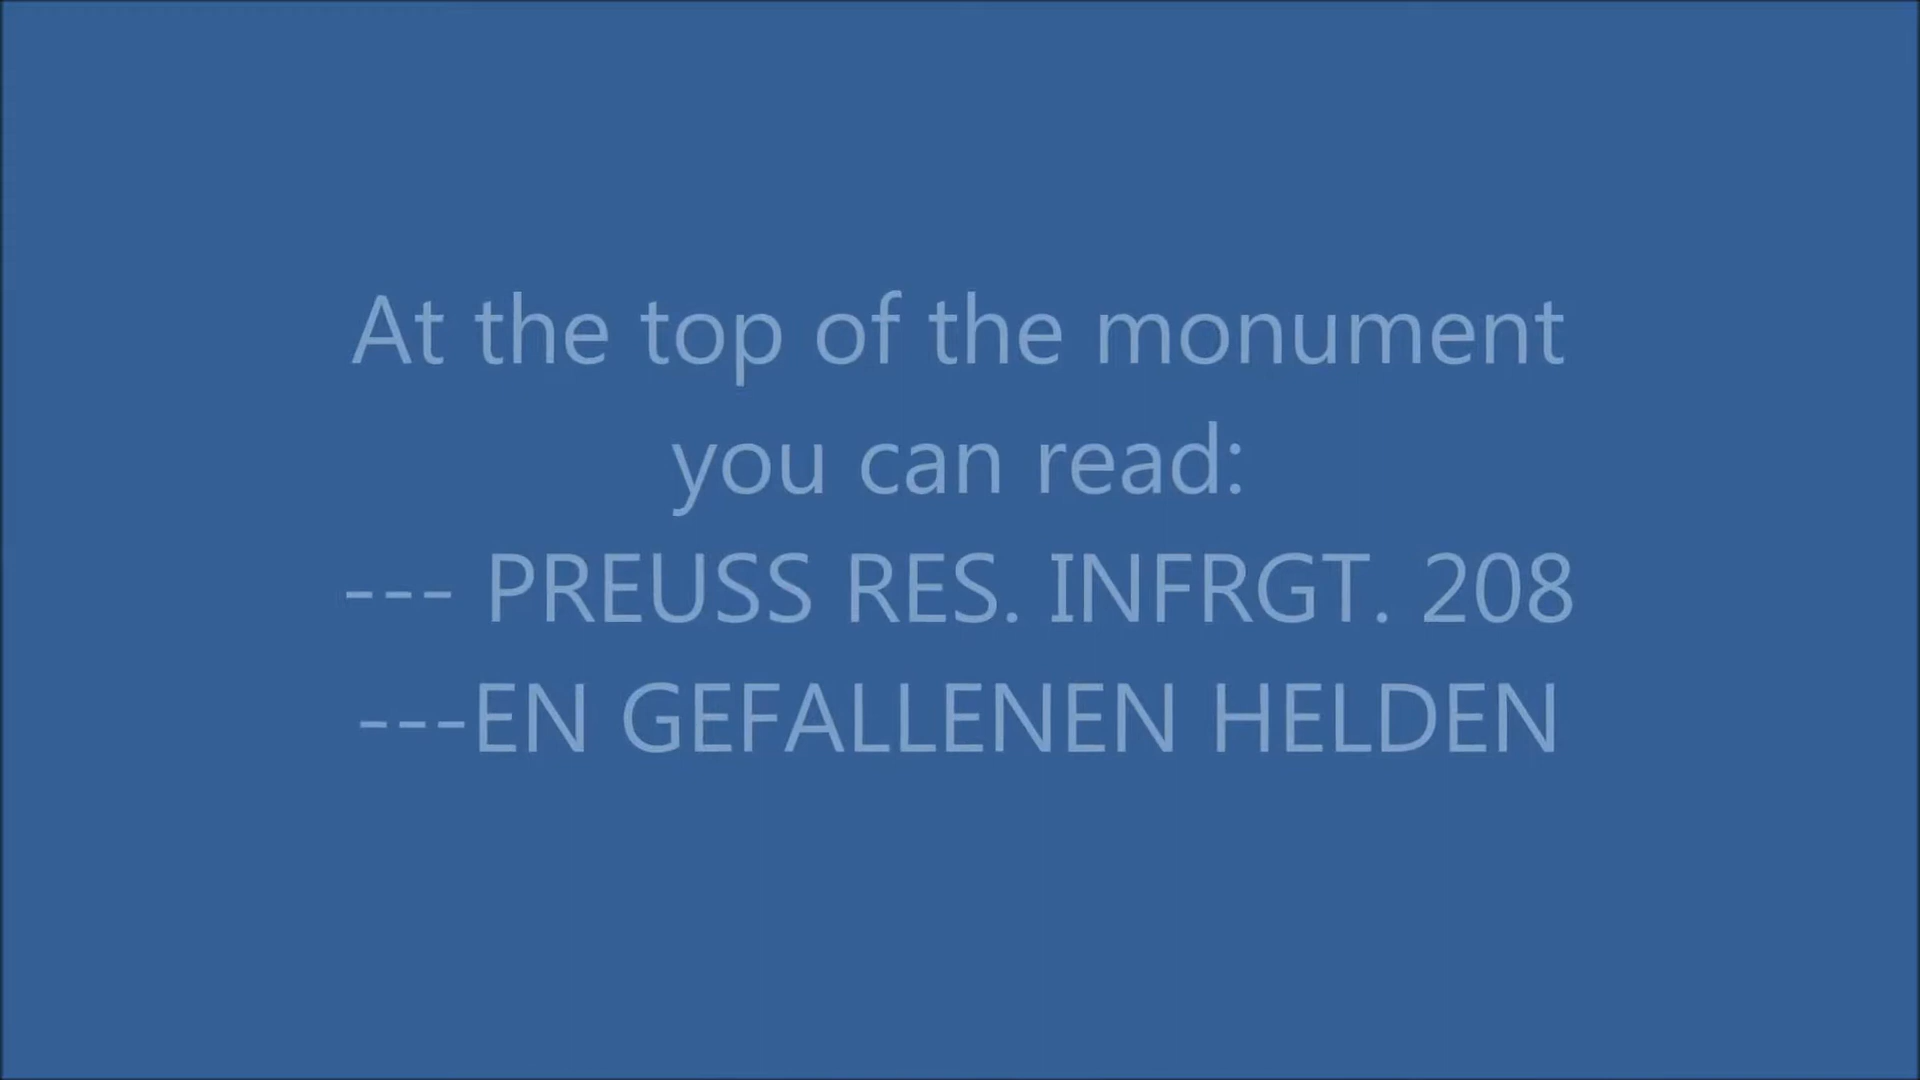 At the top of the monument
you can read:
--- PREUSS RES. INFRGT. 208
---EN GEFALLENEN HELDEN